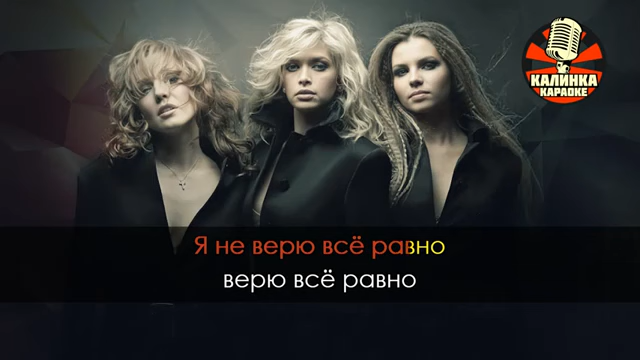 КАЛИНКА
КАРАОКЕ
Я не верю всё равно
верю всё равно